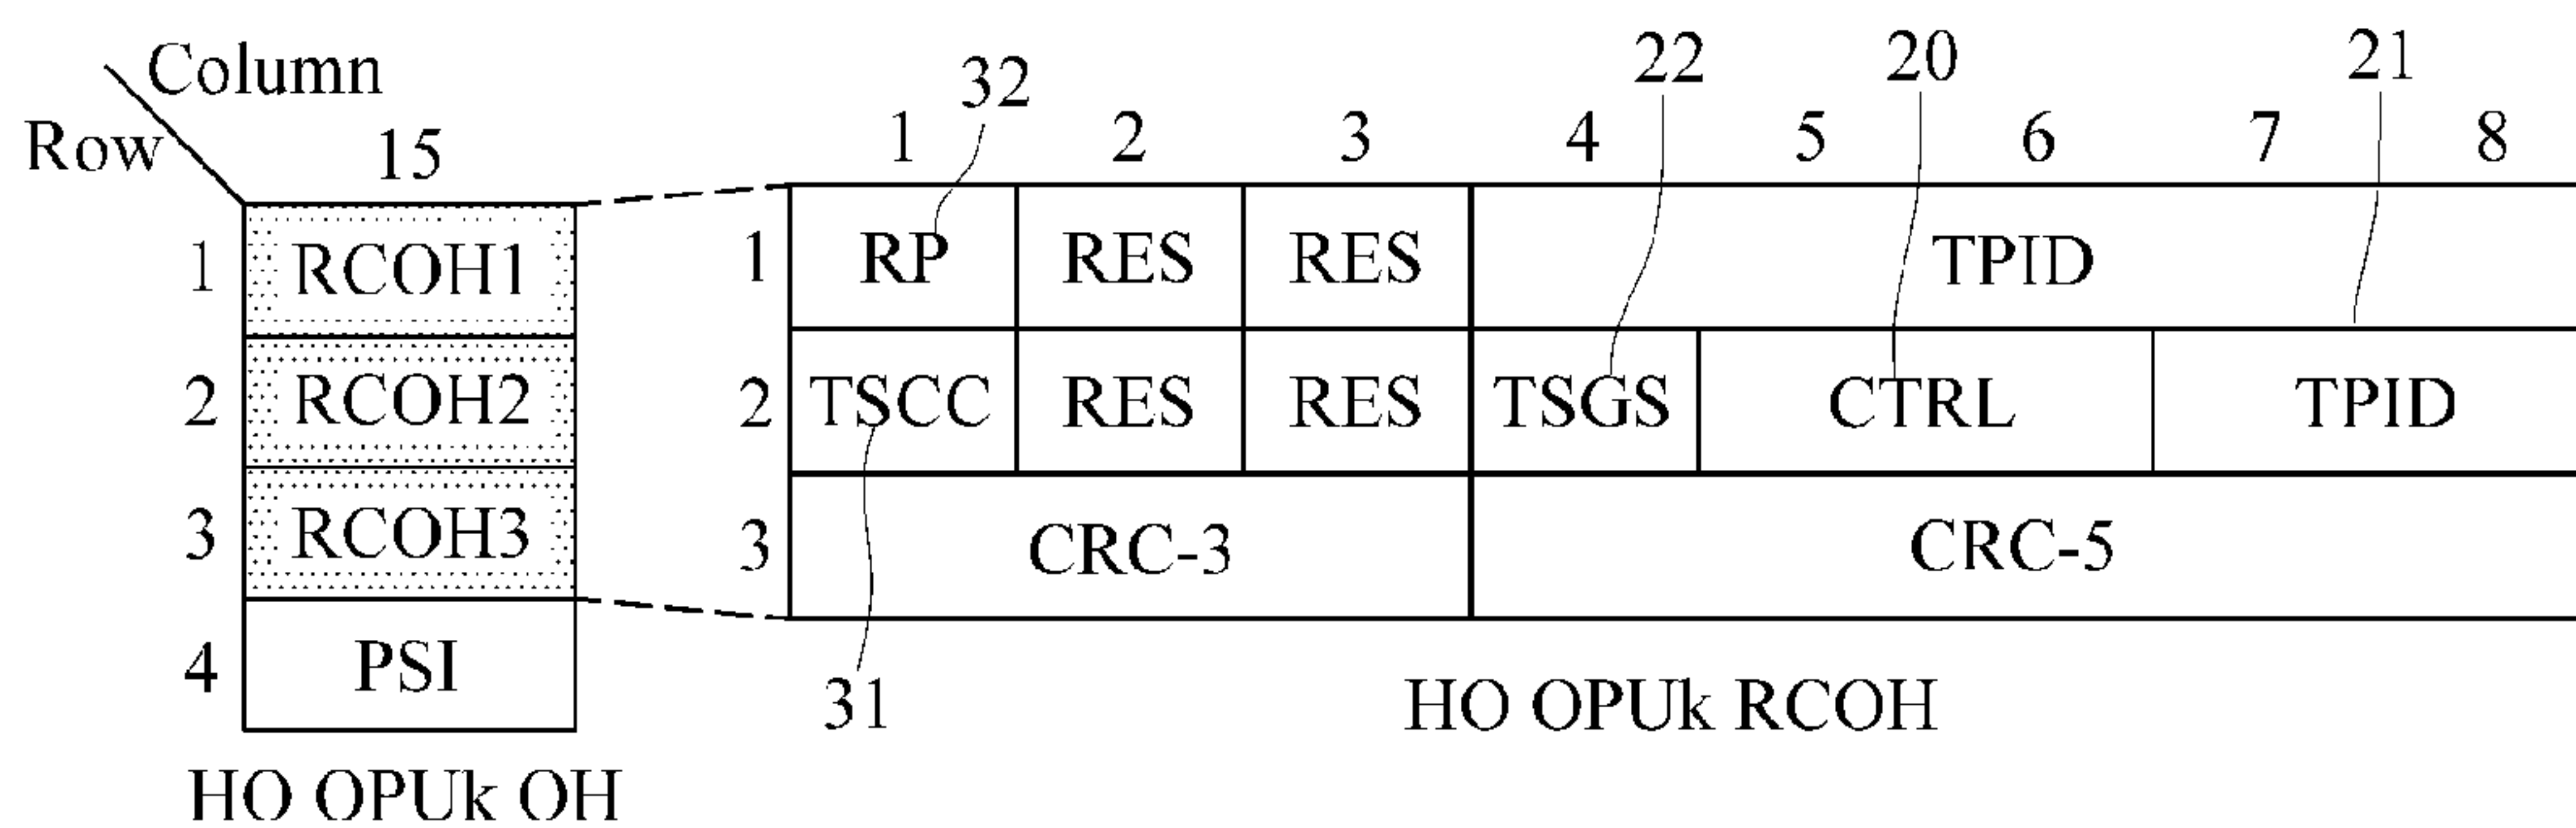 Column
Row
15
32
22
20
21
1 2 3 4 5 6 7 8
1 RCOH1
2 RCOH2
3 RCOH3
4 PSI
HO OPUk OH
1 RP RES RES TPID
2 TSCC RES RES TSGS CTRL TPID
3 CRC-3 CRC-5
31
HO OPUk RCOH